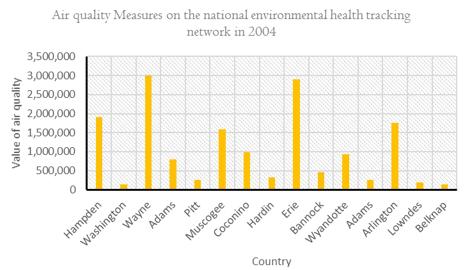 Air quality Measures on the national environmental health tracking
network in 2004
Value of air quality
3,500,000
3,000,000
2,500,000
2,000,000
1,500,000
1,000,000
500,000
0
Hampden
Washington
Wayne
Adams
Pitt
Muscogee
Coconino
Hardin
Erie
Bannock
Wyandotte
Adams
Arlington
Lowndes
Belknap
Country